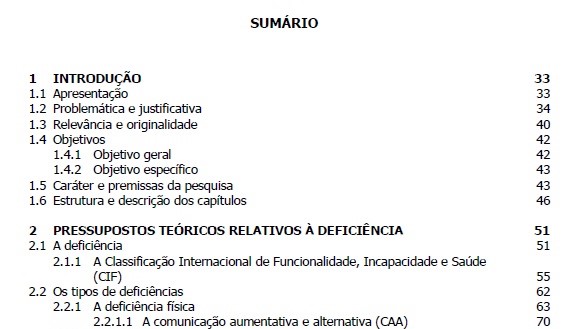 SUMÁRIO
1 INTRODUÇÃO 33
1.1 Apresentação 33
1.2 Problemática e justificativa 34
1.3 Relevância e originalidade 40
1.4 Objetivos 42
1.4.1 Objetivo geral 42
1.4.2 Objetivo específico 43
1.5 Caráter e premissas da pesquisa 43
1.6 Estrutura e descrição dos capítulos 46
2 PRESSUPOSTOS TEÓRICOS RELATIVOS À DEFICIÊNCIA 51
2.1 A deficiência 51
2.1.1 A Classificação Internacional de Funcionalidade, Incapacidade e Saúde
(CIF) 55
2.2 Os tipos de deficiências 62
2.2.1 A deficiência física 63
2.2.1.1 A comunicação aumentativa e alternativa (CAA) 70